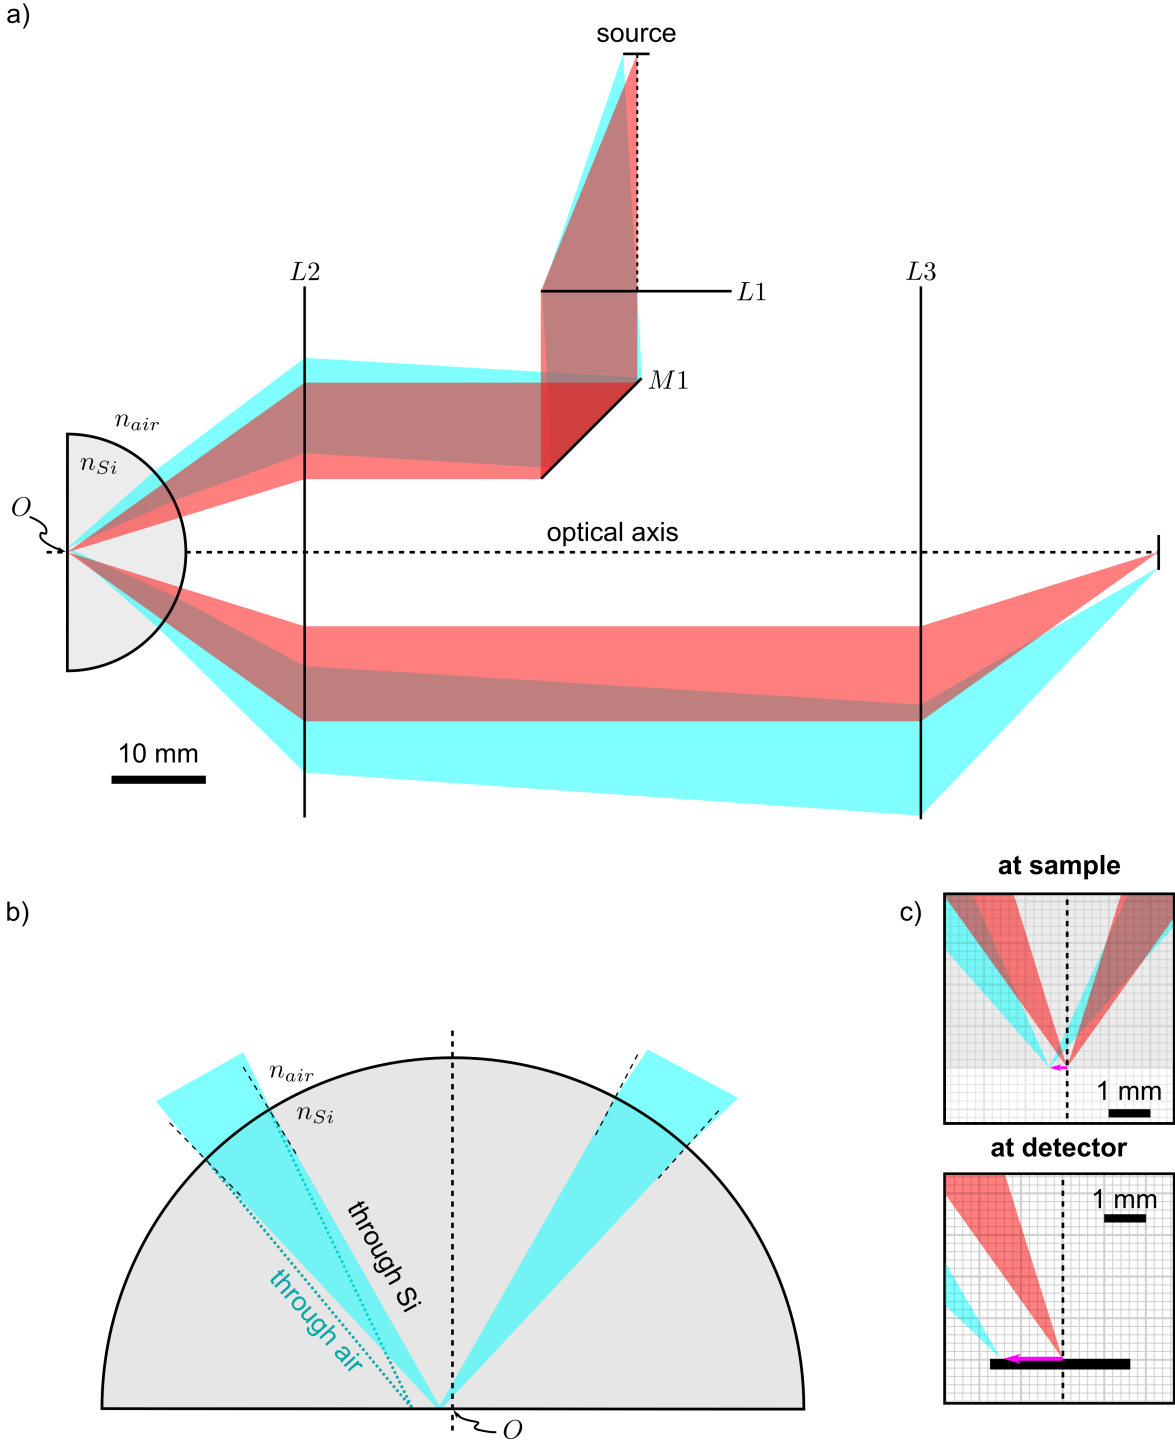 a)
source
L2
L3
L1
M1
n_air
n_Si
O
optical axis
10 mm
at sample
b)
c)
n_air
n_Si
1 mm
through Si
at detector
1 mm
through air
O